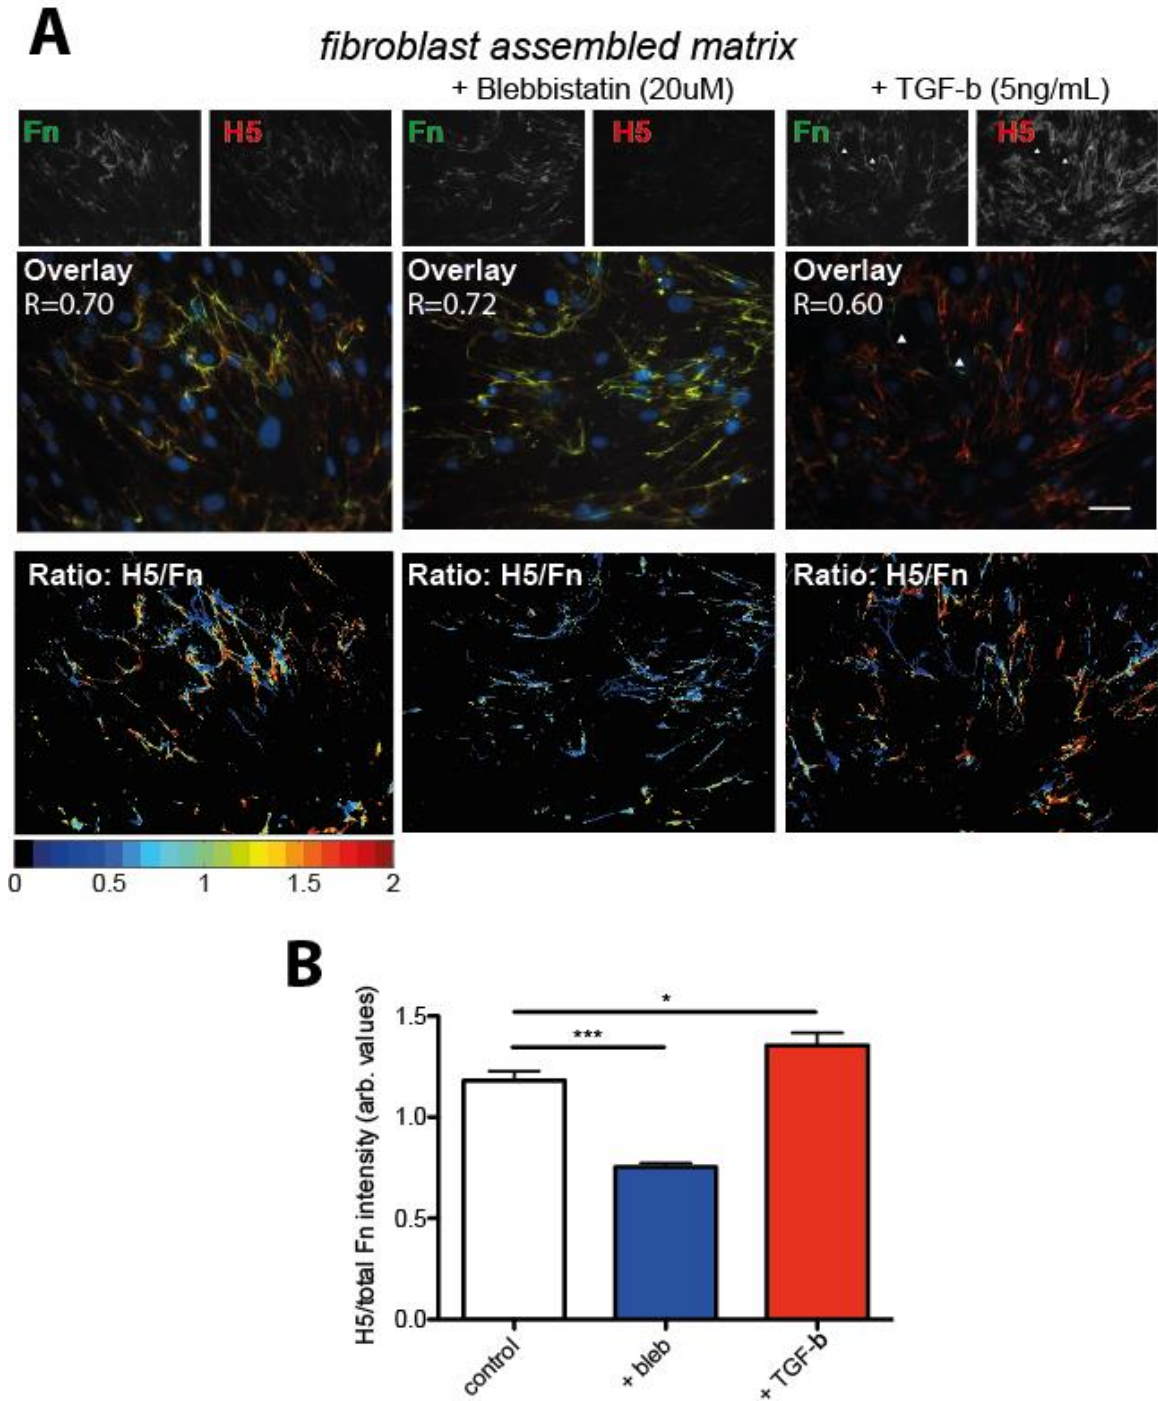 A
fibroblast assembled matrix
+ Blebbistatin (20uM)
+ TGF-b (5ng/mL)
Fn
H5
Fn
H5
Fn
H5
Overlay
R=0.70
Overlay
R=0.72
Overlay
R=0.60
Ratio: H5/Fn
Ratio: H5/Fn
Ratio: H5/Fn
0 0.5 1 1.5 2
B
H5/total Fn intensity (arb. values)
1.5
1.0
0.5
0.0
*
***
control
+ bleb
+ TGF-b